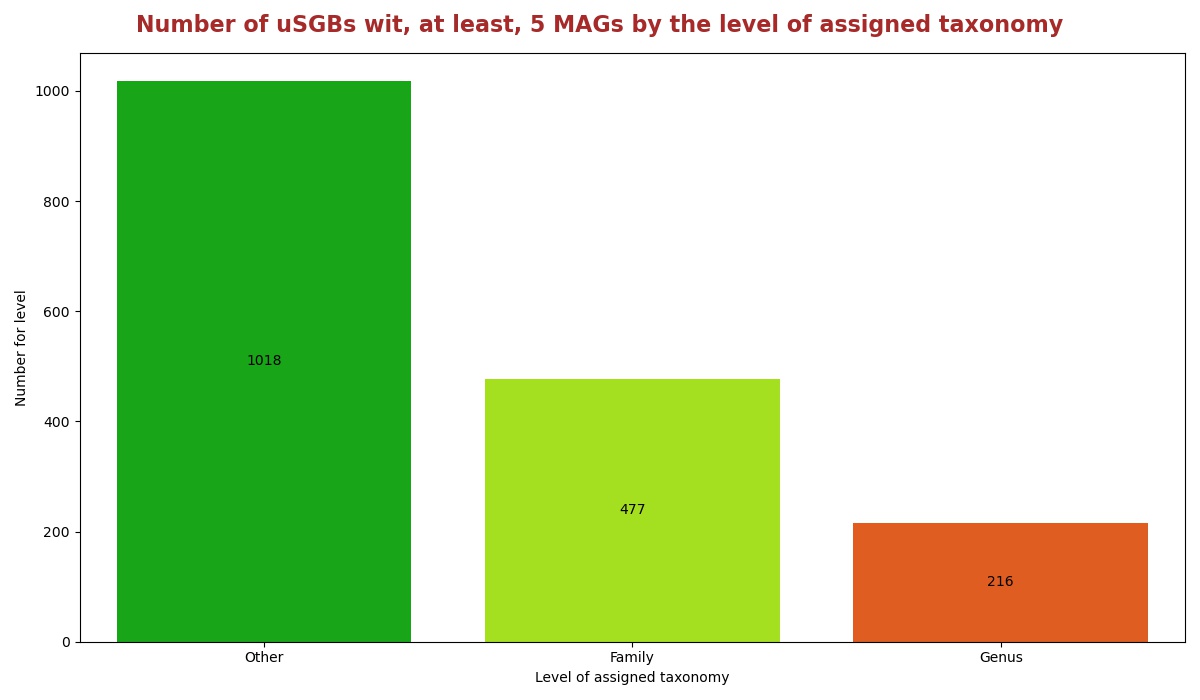 Number of uSGBs wit, at least, 5 MAGs by the level of assigned taxonomy
1000
800
600
400
200
0
Number for level
1018
477
216
Other Family Genus
Level of assigned taxonomy